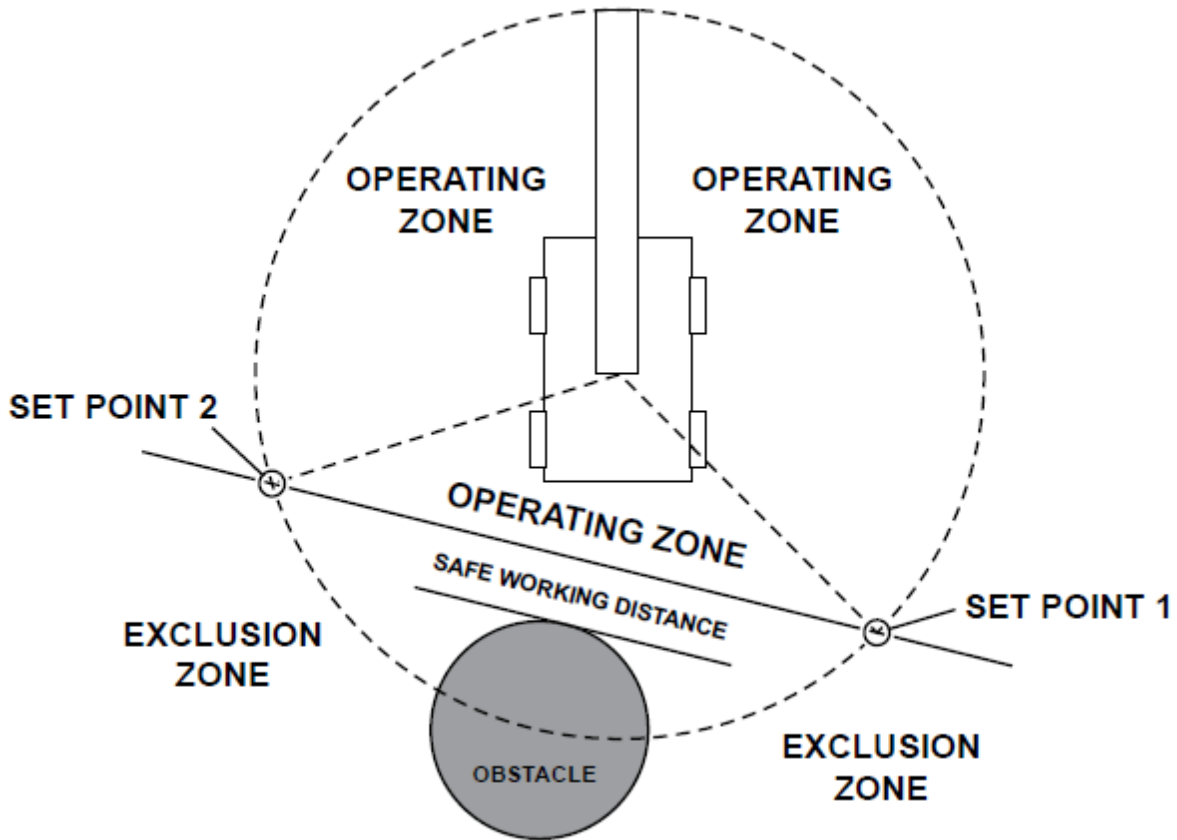 OPERATING
ZONE
OPERATING
ZONE
SET POINT 2
OPERATING ZONE
SAFE WORKING DISTANCE
SET POINT 1
EXCLUSION
ZONE
EXCLUSION
ZONE
OBSTACLE